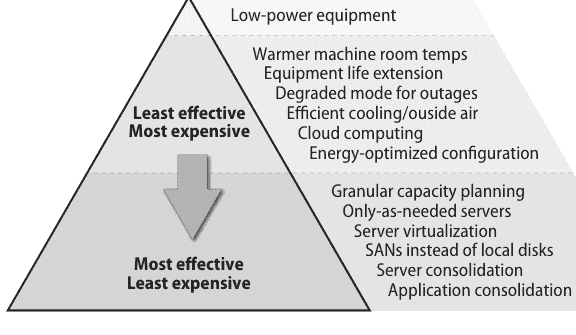 Low-power equipment
Warmer machine room temps
Equipment life extension
Degraded mode for outages
Efficient cooling/ouside air
Cloud computing
Energy-optimized configuration
Least effective
Most expensive
Granular capacity planning
Only-as-needed servers
Server virtualization
SANs instead of local disks
Server consolidation
Application consolidation
Most effective
Least expensive